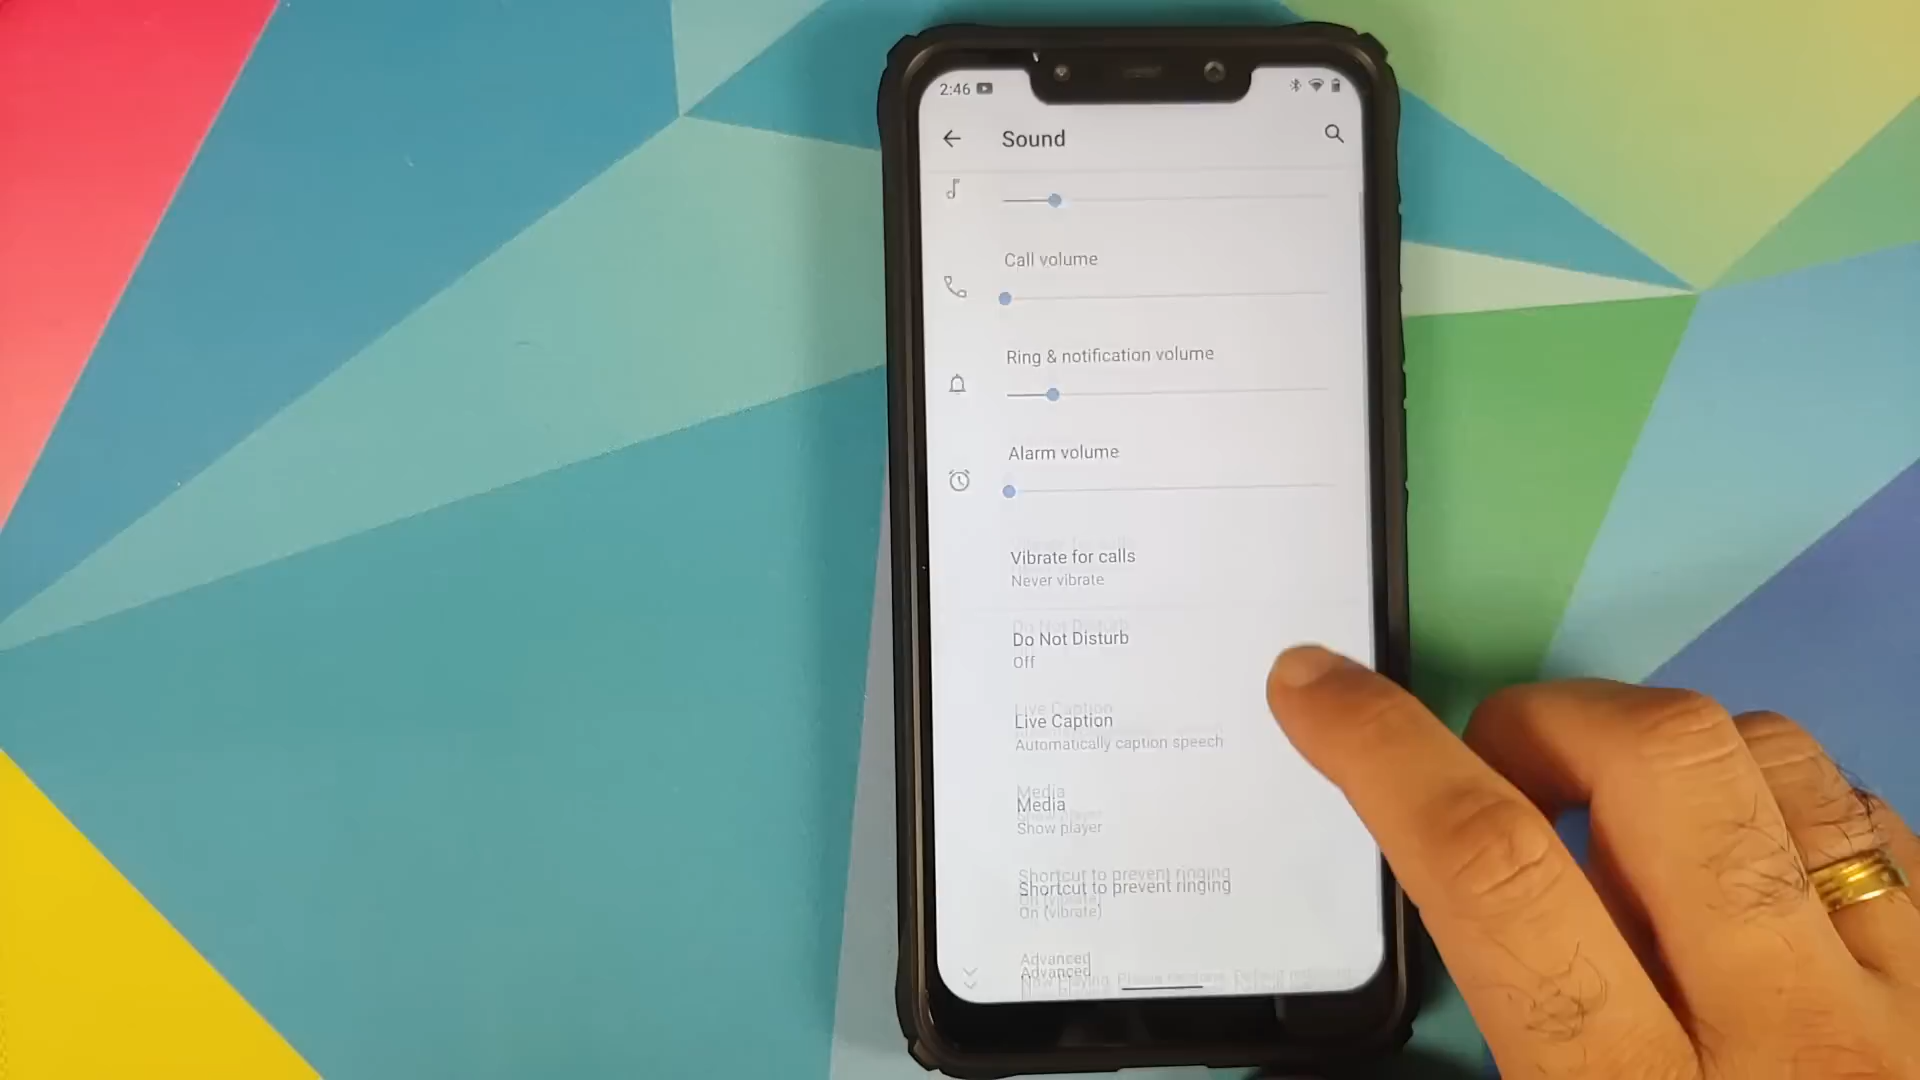 2:46
Sound
Call volume
Ring & notification volume
Alarm volume
Vibrate for calls
Never vibrate
Do Not Disturb
Off
Live Caption
Automatically caption speech
Media
Show player
Shortcut to prevent ringing
On (vibrate)
Advanced